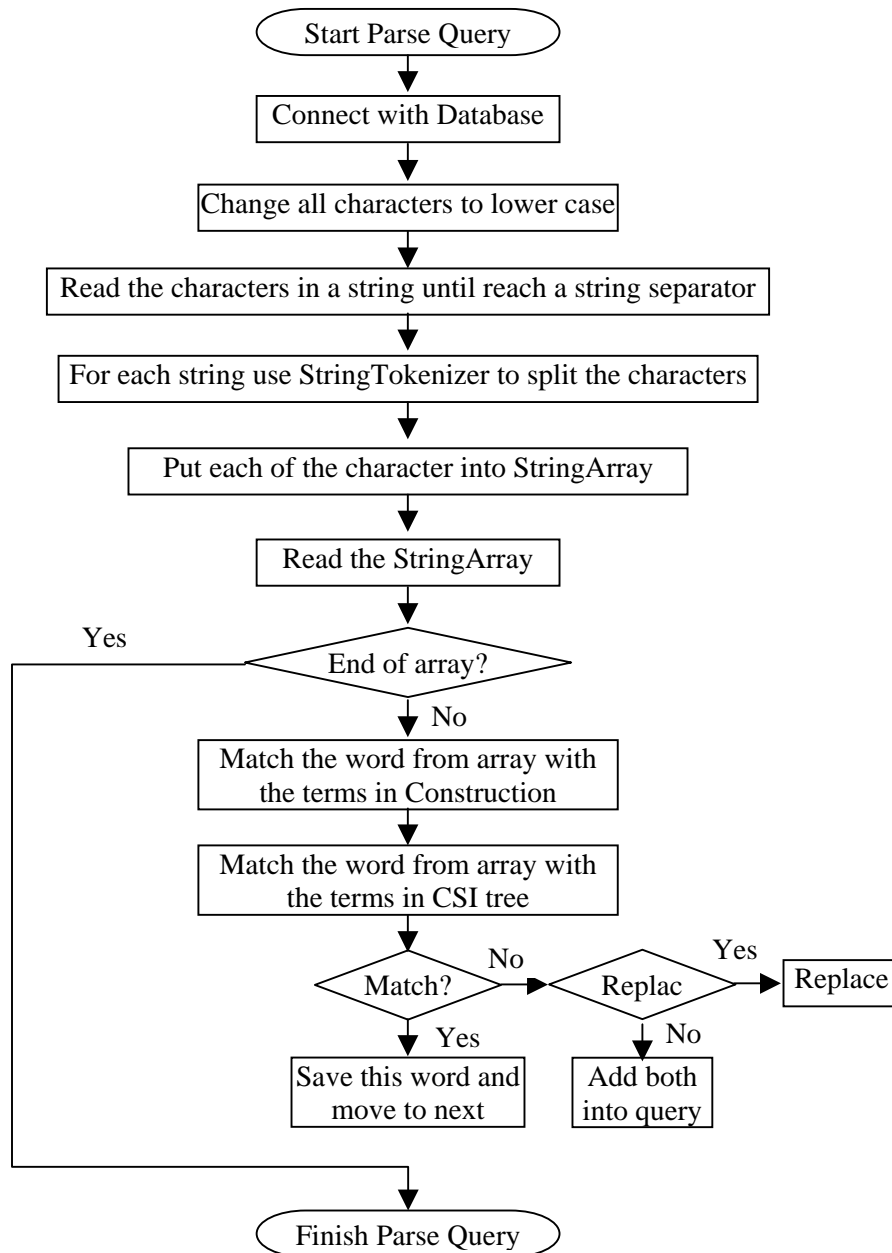 Start Parse Query
Connect with Database
Change all characters to lower case
Read the characters in a string until reach a string separator
For each string use StringTokenizer to split the characters
Put each of the character into StringArray
Read the StringArray
Yes
End of array?
No
Match the word from array with
the terms in Construction
Match the word from array with
the terms in CSI tree
Match?
No
Replac
Yes
Replace
Yes
No
Save this word and
move to next
Add both
into query
Finish Parse Query